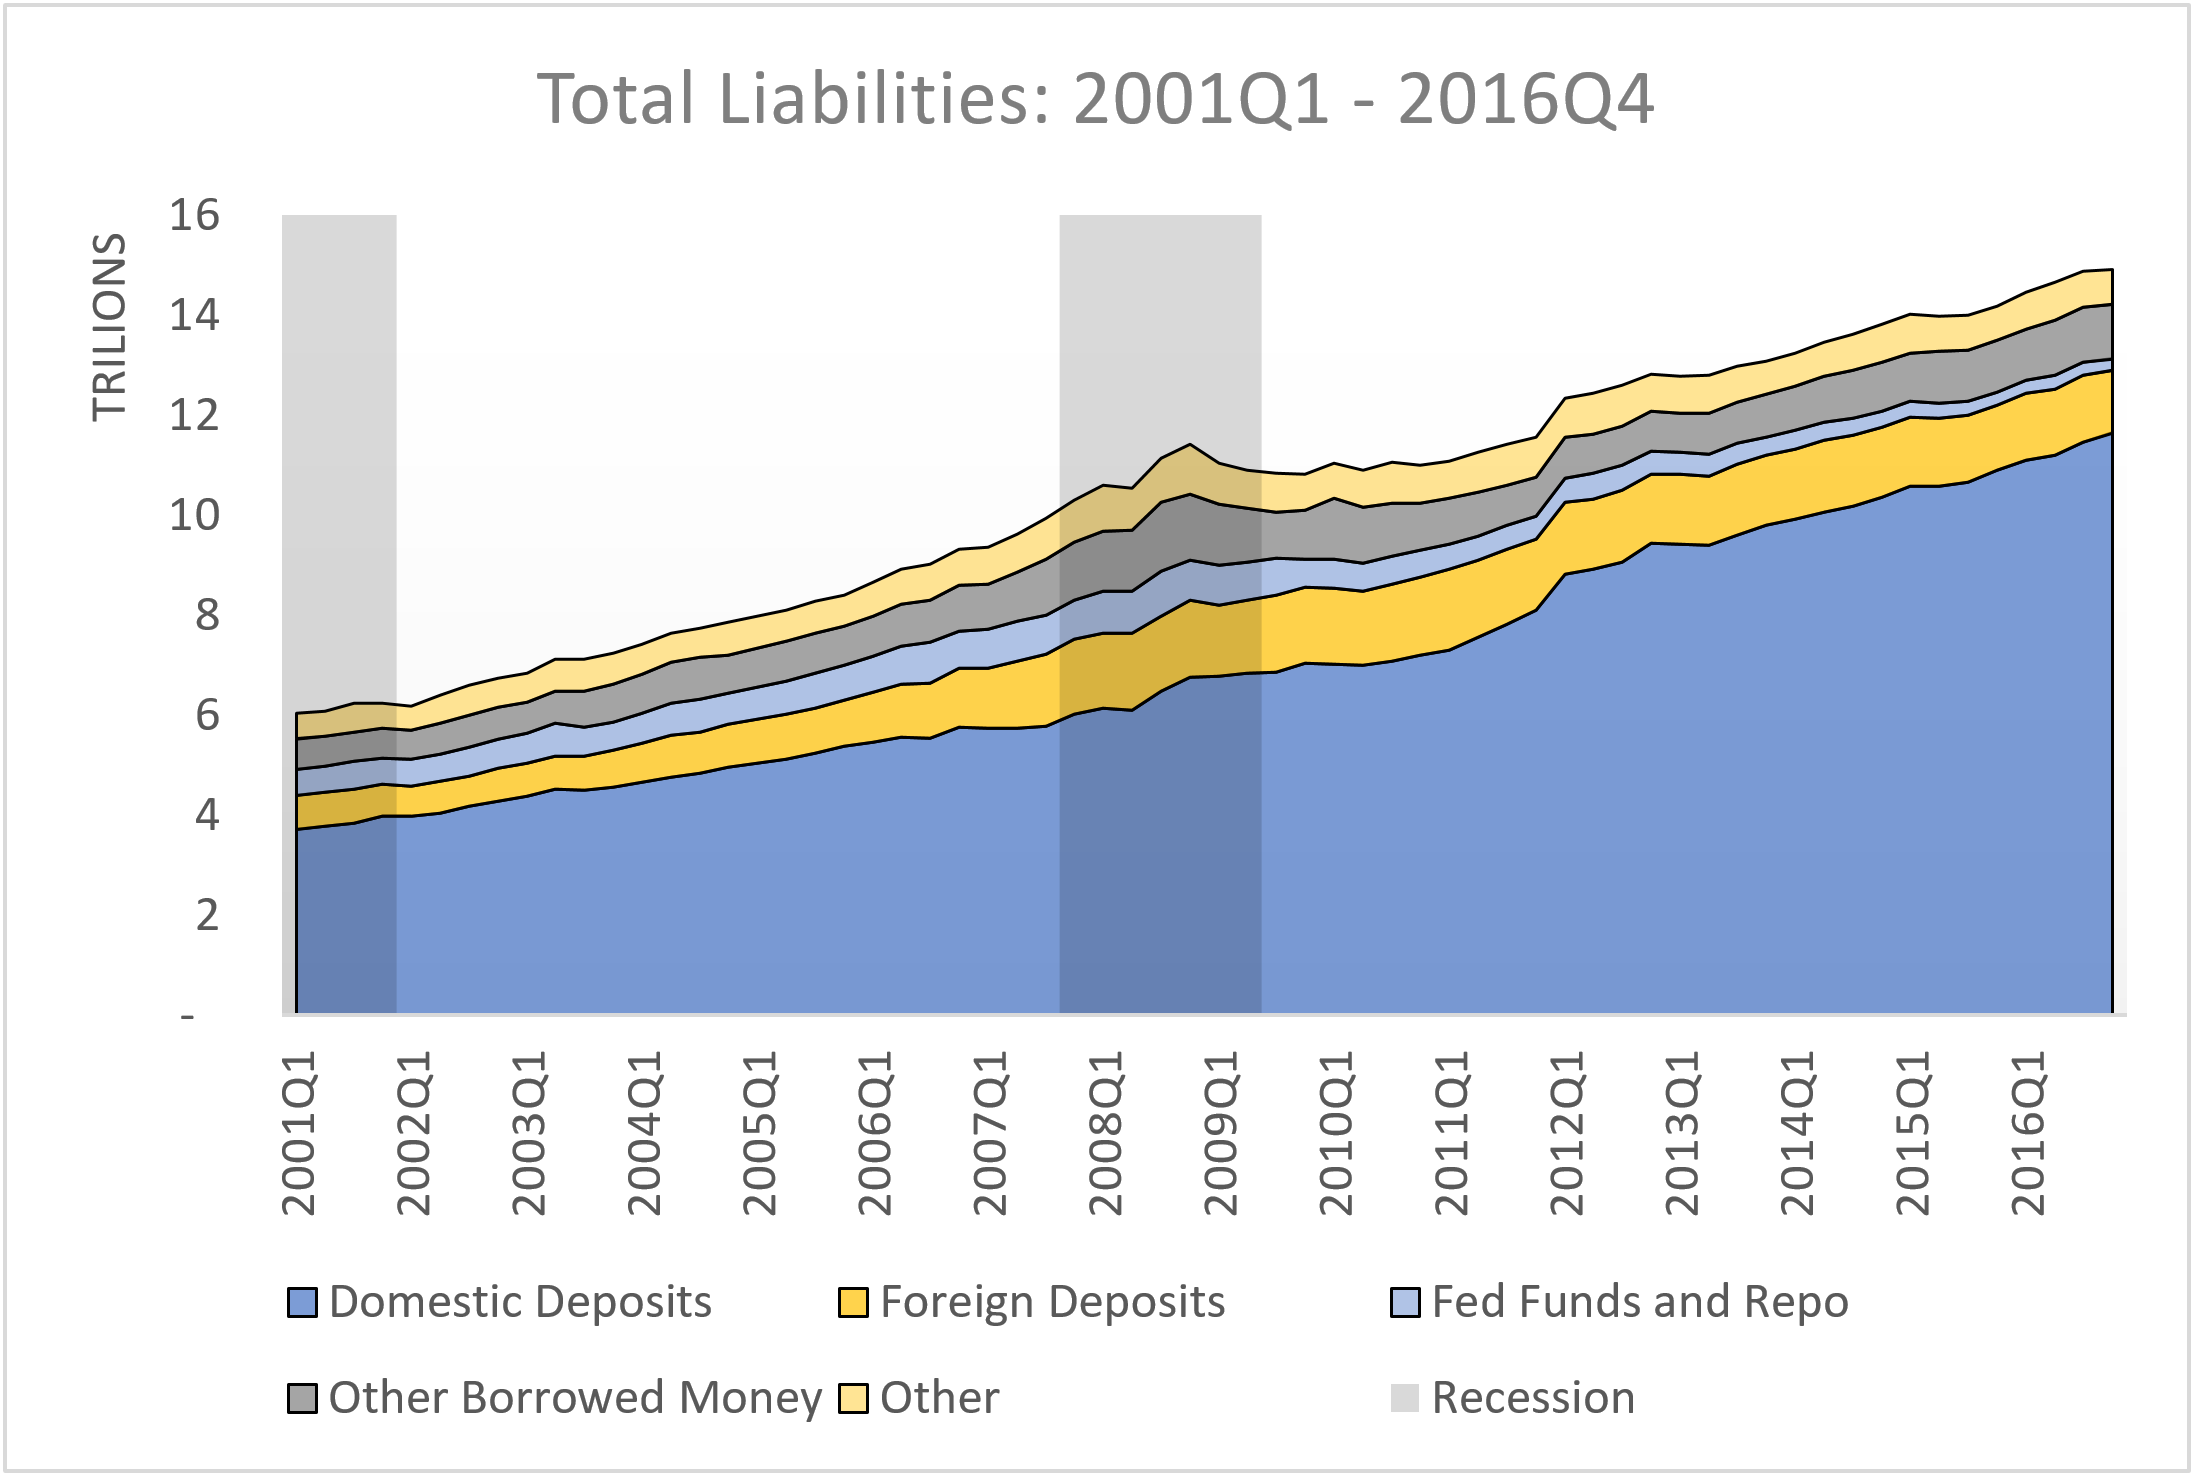 Total Liabilities: 2001Q1 - 2016Q4
TRILIONS
16
14
12
10
8
6
4
2
-
2001Q1
2002Q1
2003Q1
2004Q1
2005Q1
2006Q1
2007Q1
2008Q1
2009Q1
2010Q1
2011Q1
2012Q1
2013Q1
2014Q1
2015Q1
2016Q1
Domestic Deposits
Foreign Deposits
Fed Funds and Repo
Other Borrowed Money
Other
Recession